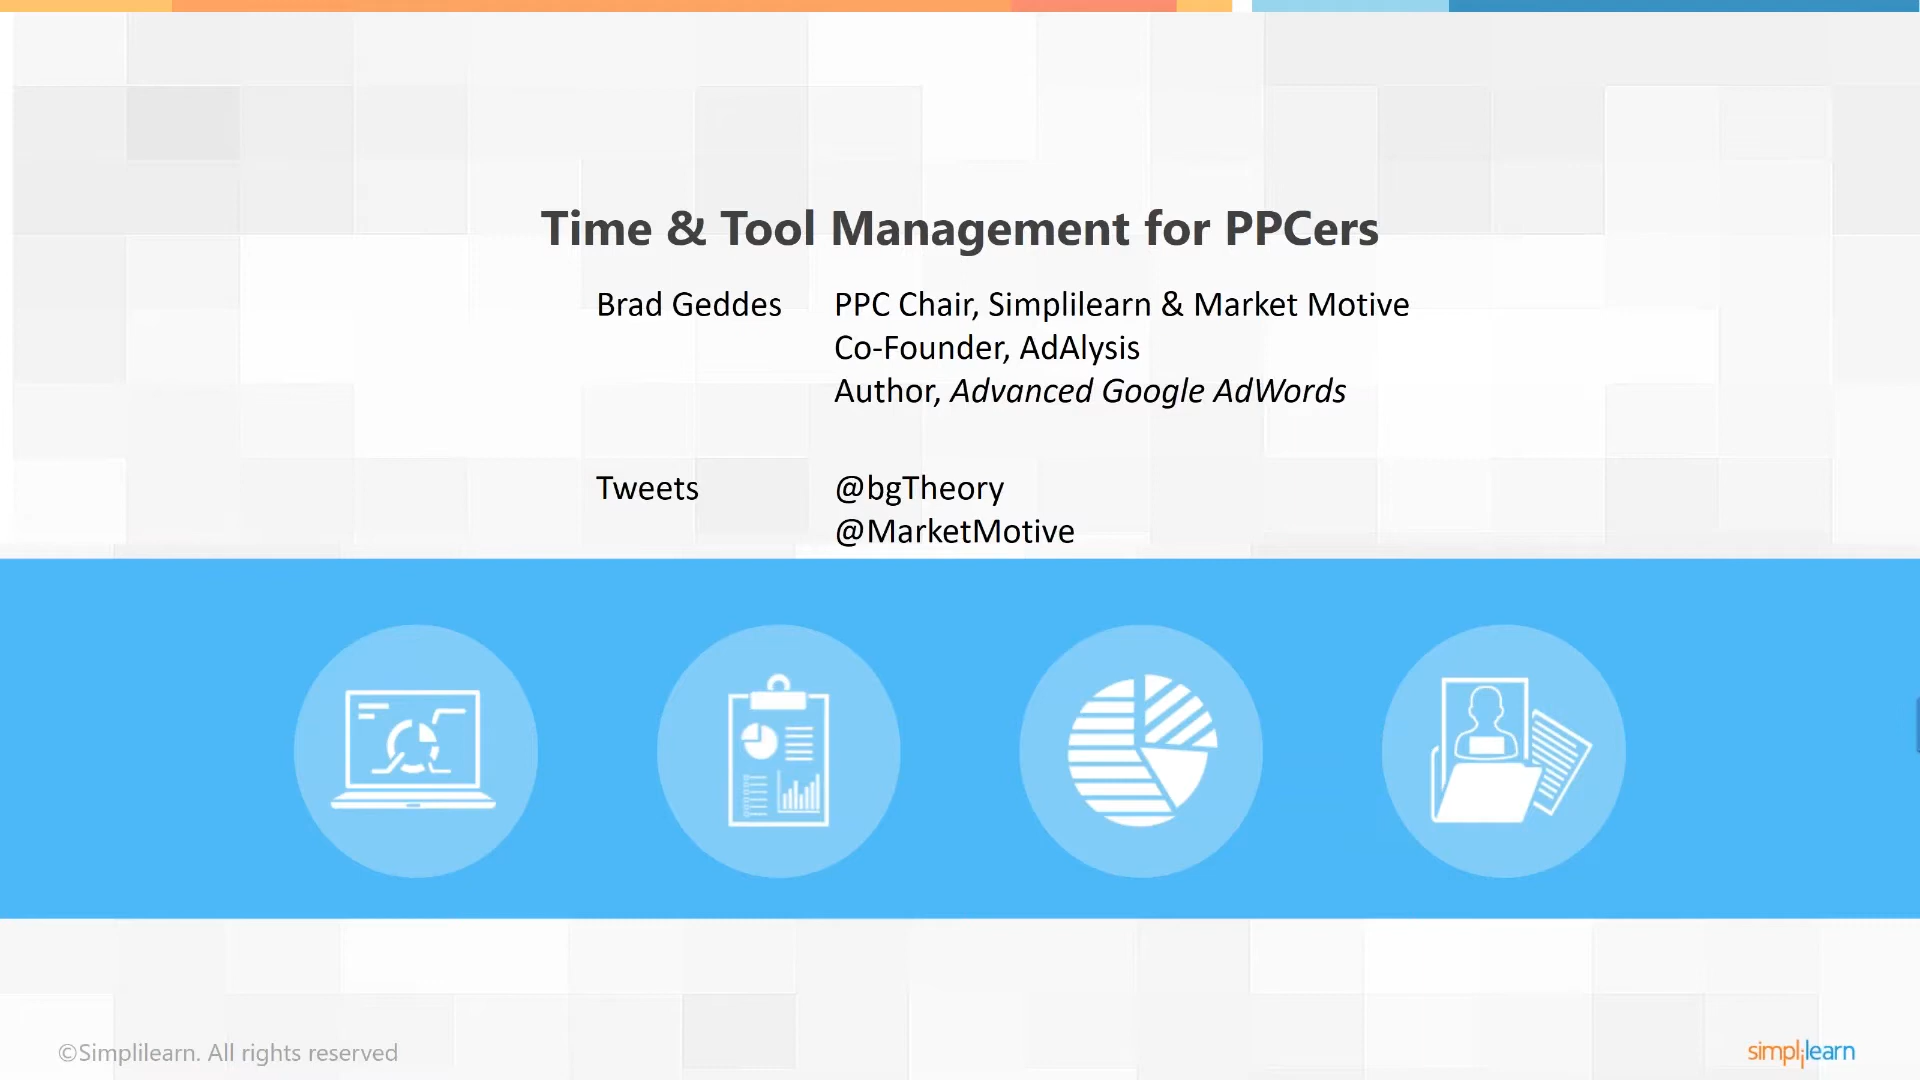 Time & Tool Management for PPCers
Brad Geddes PPC Chair, Simplilearn & Market Motive
Co-Founder, AdAlysis
Author, Advanced Google AdWords
Tweets @bgTheory
@MarketMotive
©Simplilearn. All rights reserved
simplilearn